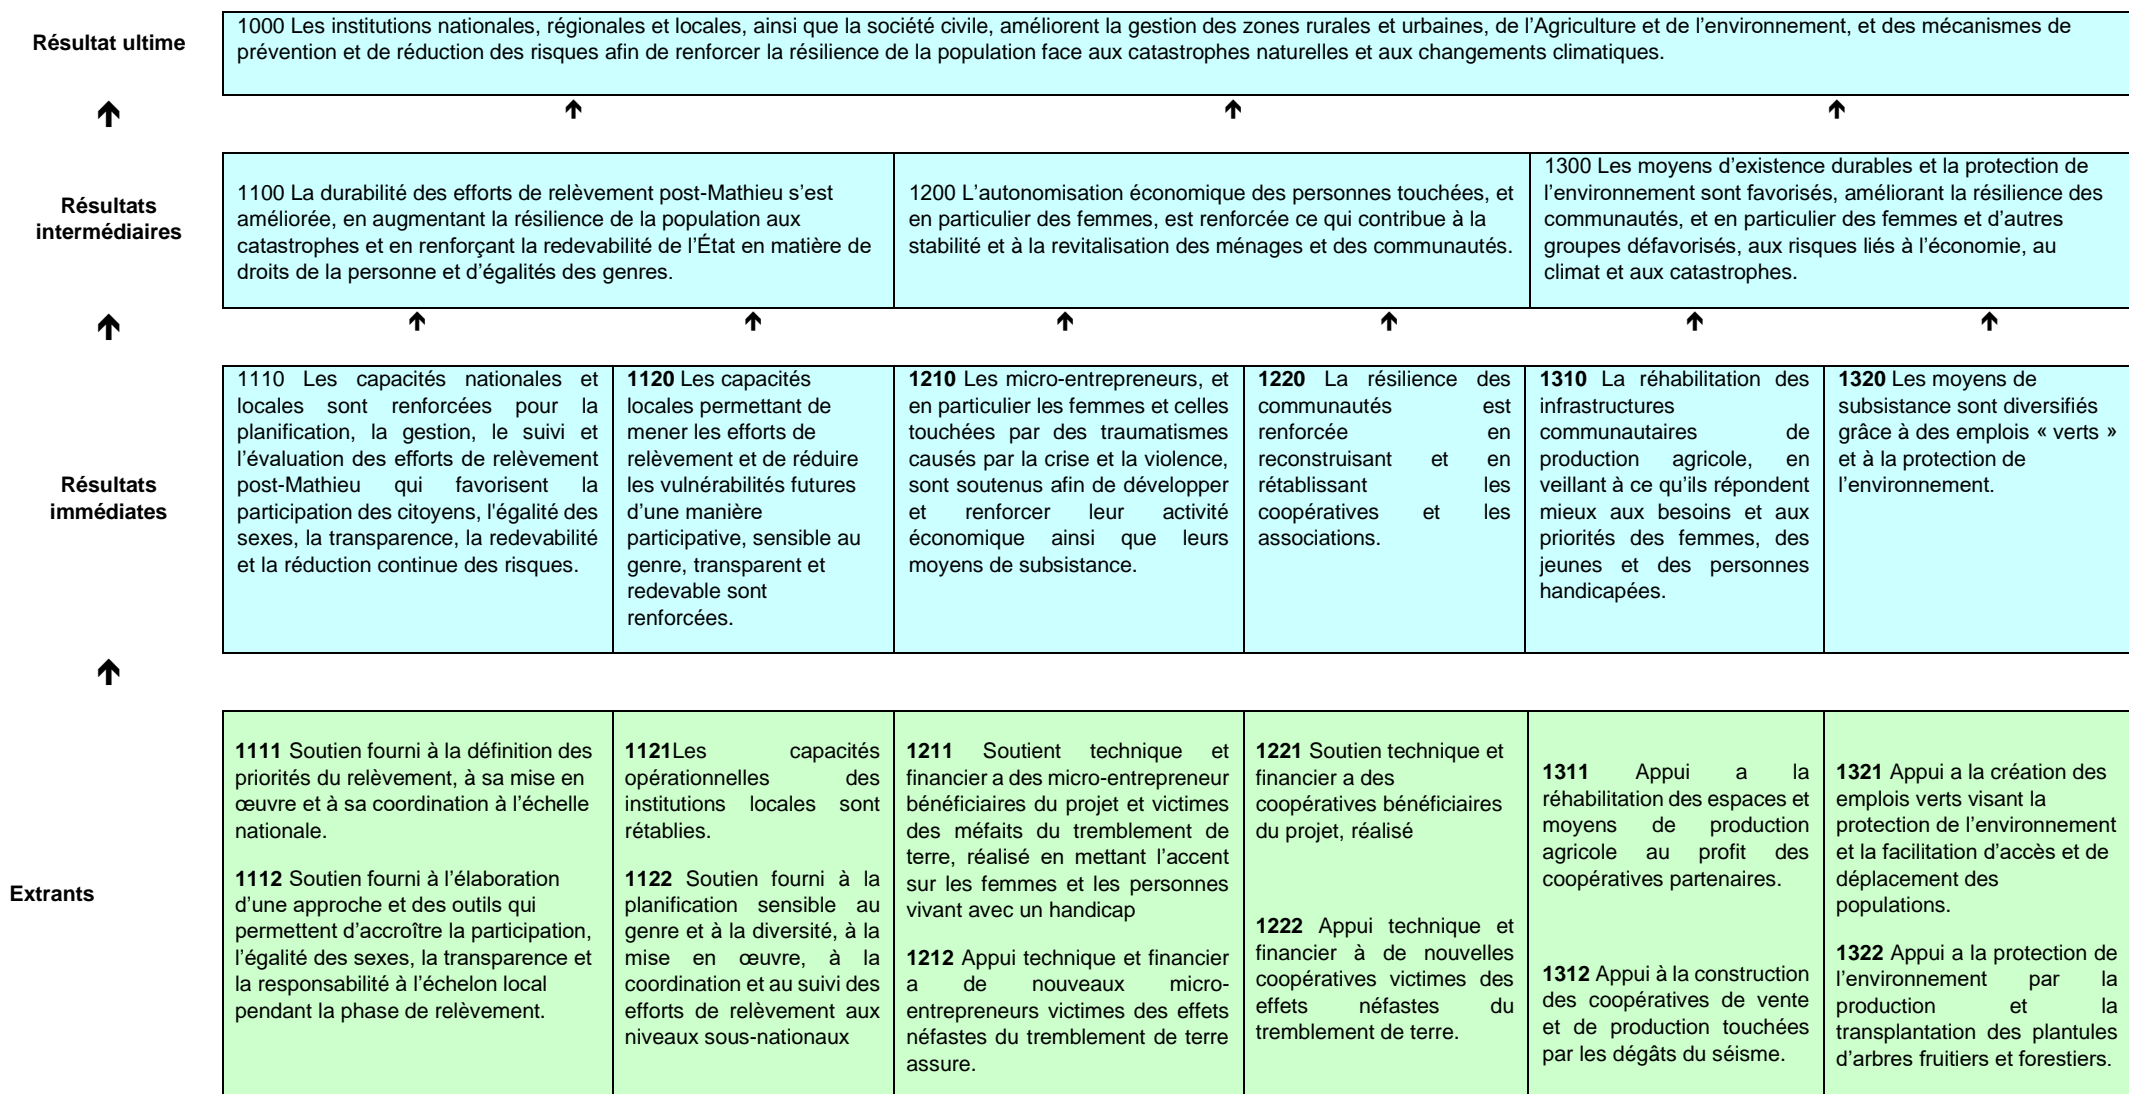 Résultat ultime
1000 Les institutions nationales, régionales et locales, ainsi que la société civile, améliorent la gestion des zones rurales et urbaines, de l’Agriculture et de l’environnement, et des mécanismes de
prévention et de réduction des risques afin de renforcer la résilience de la population face aux catastrophes naturelles et aux changements climatiques.
Résultats
intermédiaires
1100 La durabilité des efforts de relèvement post-Mathieu s’est
améliorée, en augmentant la résilience de la population aux
catastrophes et en renforçant la redevabilité de l’État en matière de
droits de la personne et d’égalités des genres.
1200 L’autonomisation économique des personnes touchées, et
en particulier des femmes, est renforcée ce qui contribue à la
stabilité et à la revitalisation des ménages et des communautés.
1300 Les moyens d’existence durables et la protection de
l’environnement sont favorisés, améliorant la résilience des
communautés, et en particulier des femmes et d’autres
groupes défavorisés, aux risques liés à l’économie, au
climat et aux catastrophes.
Résultats
immédiates
1110 Les capacités nationales et
locales sont renforcées pour la
planification, la gestion, le suivi et
l’évaluation des efforts de relèvement
post-Mathieu qui favorisent la
participation des citoyens, l'égalité des
sexes, la transparence, la redevabilité
et la réduction continue des risques.
1120 Les capacités
locales permettant de
mener les efforts de
relèvement et de réduire
les vulnérabilités futures
d’une manière
participative, sensible au
genre, transparent et
redevable sont
renforcées.
1210 Les micro-entrepreneurs, et
en particulier les femmes et celles
touchées par des traumatismes
causés par la crise et la violence,
sont soutenus afin de développer
et renforcer leur activité
économique ainsi que leurs
moyens de subsistance.
1220 La résilience des
communautés est
renforcée en
reconstruisant et en
rétablissant les
coopératives et les
associations.
1310 La réhabilitation des
infrastructures
communautaires de
production agricole, en
veillant à ce qu’ils répondent
mieux aux besoins et aux
priorités des femmes, des
jeunes et des personnes
handicapées.
1320 Les moyens de
subsistance sont diversifiés
grâce à des emplois « verts »
et à la protection de
l’environnement.
Extrants
1111 Soutien fourni à la définition des
priorités du relèvement, à sa mise en
œuvre et à sa coordination à l’échelle
nationale.
1112 Soutien fourni à l’élaboration
d’une approche et des outils qui
permettent d’accroître la participation,
l’égalité des sexes, la transparence et
la responsabilité à l’échelon local
pendant la phase de relèvement.
1121Les capacités
opérationnelles des
institutions locales sont
rétablies.
1122 Soutien fourni à la
planification sensible au
genre et à la diversité, à la
mise en œuvre, à la
coordination et au suivi des
efforts de relèvement aux
niveaux sous-nationaux
1211 Soutient technique et
financier a des micro-entrepreneur
bénéficiaires du projet et victimes
des méfaits du tremblement de
terre, réalisé en mettant l’accent
sur les femmes et les personnes
vivant avec un handicap
1212 Appui technique et financier
a de nouveaux micro-
entrepreneurs victimes des effets
néfastes du tremblement de terre
assure.
1221 Soutien technique et
financier a des
coopératives bénéficiaires
du projet, réalisé
1222 Appui technique et
financier à de nouvelles
coopératives victimes des
effets néfastes du
tremblement de terre.
1311 Appui a la
réhabilitation des espaces et
moyens de production
agricole au profit des
coopératives partenaires.
1312 Appui à la construction
des coopératives de vente
et de production touchées
par les dégâts du séisme.
1321 Appui a la création des
emplois verts visant la
protection de l’environnement
et la facilitation d’accès et de
déplacement des
populations.
1322 Appui a la protection de
l’environnement par la
production et la
transplantation des plantules
d’arbres fruitiers et forestiers.